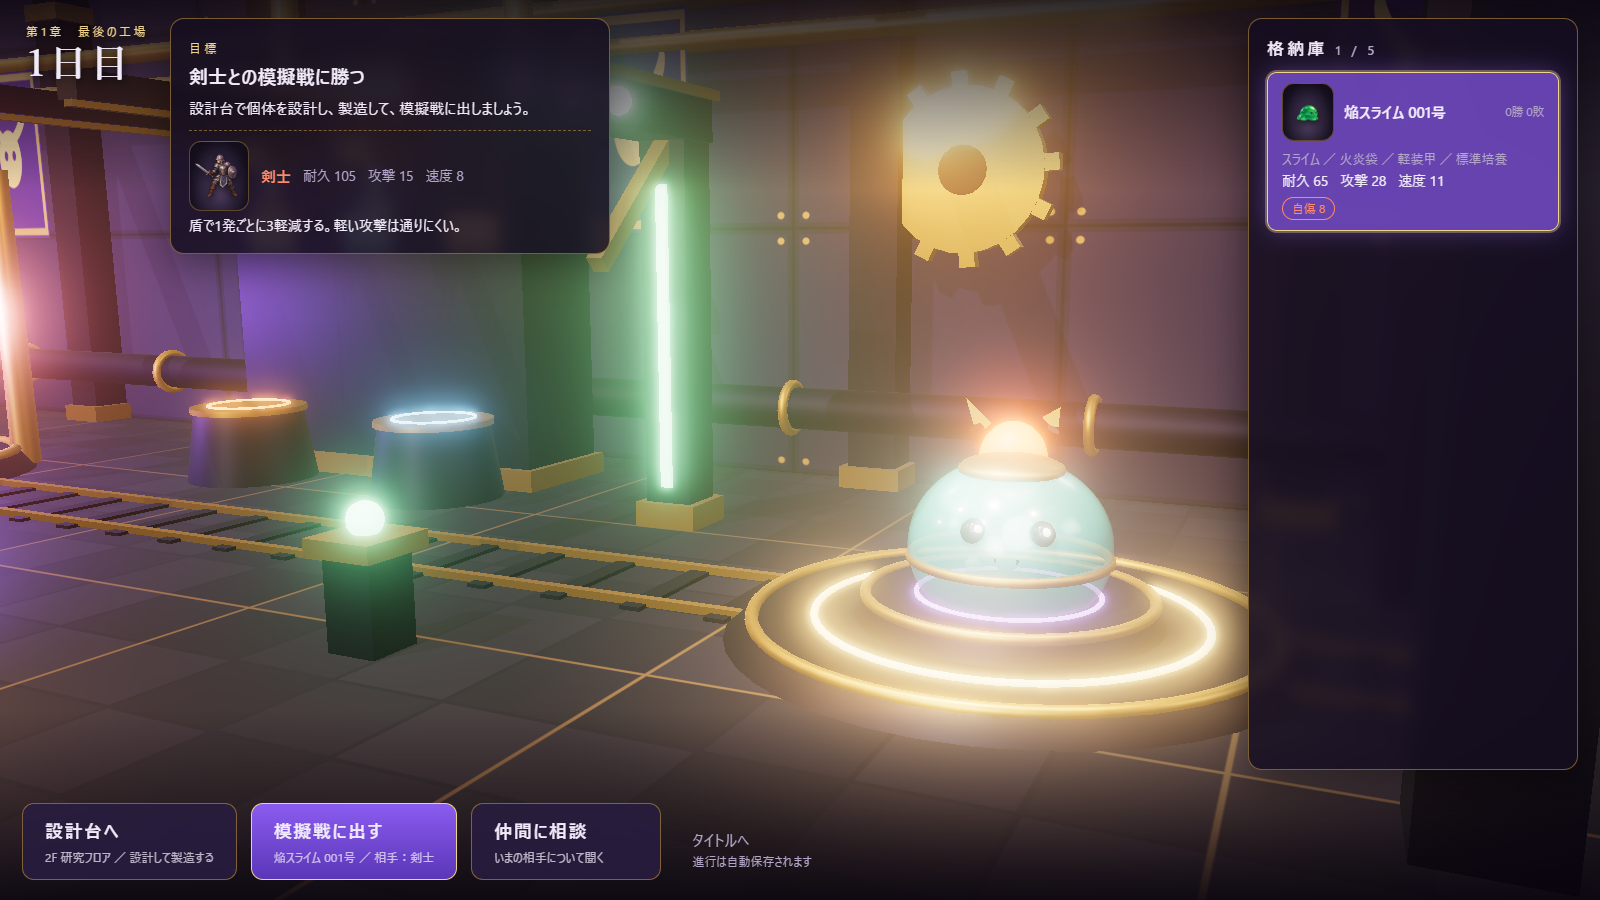 第1章 最後の工場
1日目
目標
剣士との模擬戦に勝つ
設計台で個体を設計し、製造して、模擬戦に出しましょう。
剣士 耐久 105 攻撃 15 速度 8
盾で1発ごとに3軽減する。軽い攻撃は通りにくい。
格納庫 1 / 5
焔スライム 001号 0勝 0敗
スライム ／ 火炎袋 ／ 軽装甲 ／ 標準培養
耐久 65 攻撃 28 速度 11
自傷 8
設計台へ
2F 研究フロア ／ 設計して製造する
模擬戦に出す
焔スライム 001号 ／ 相手：剣士
仲間に相談
いまの相手について聞く
タイトルへ
進行は自動保存されます